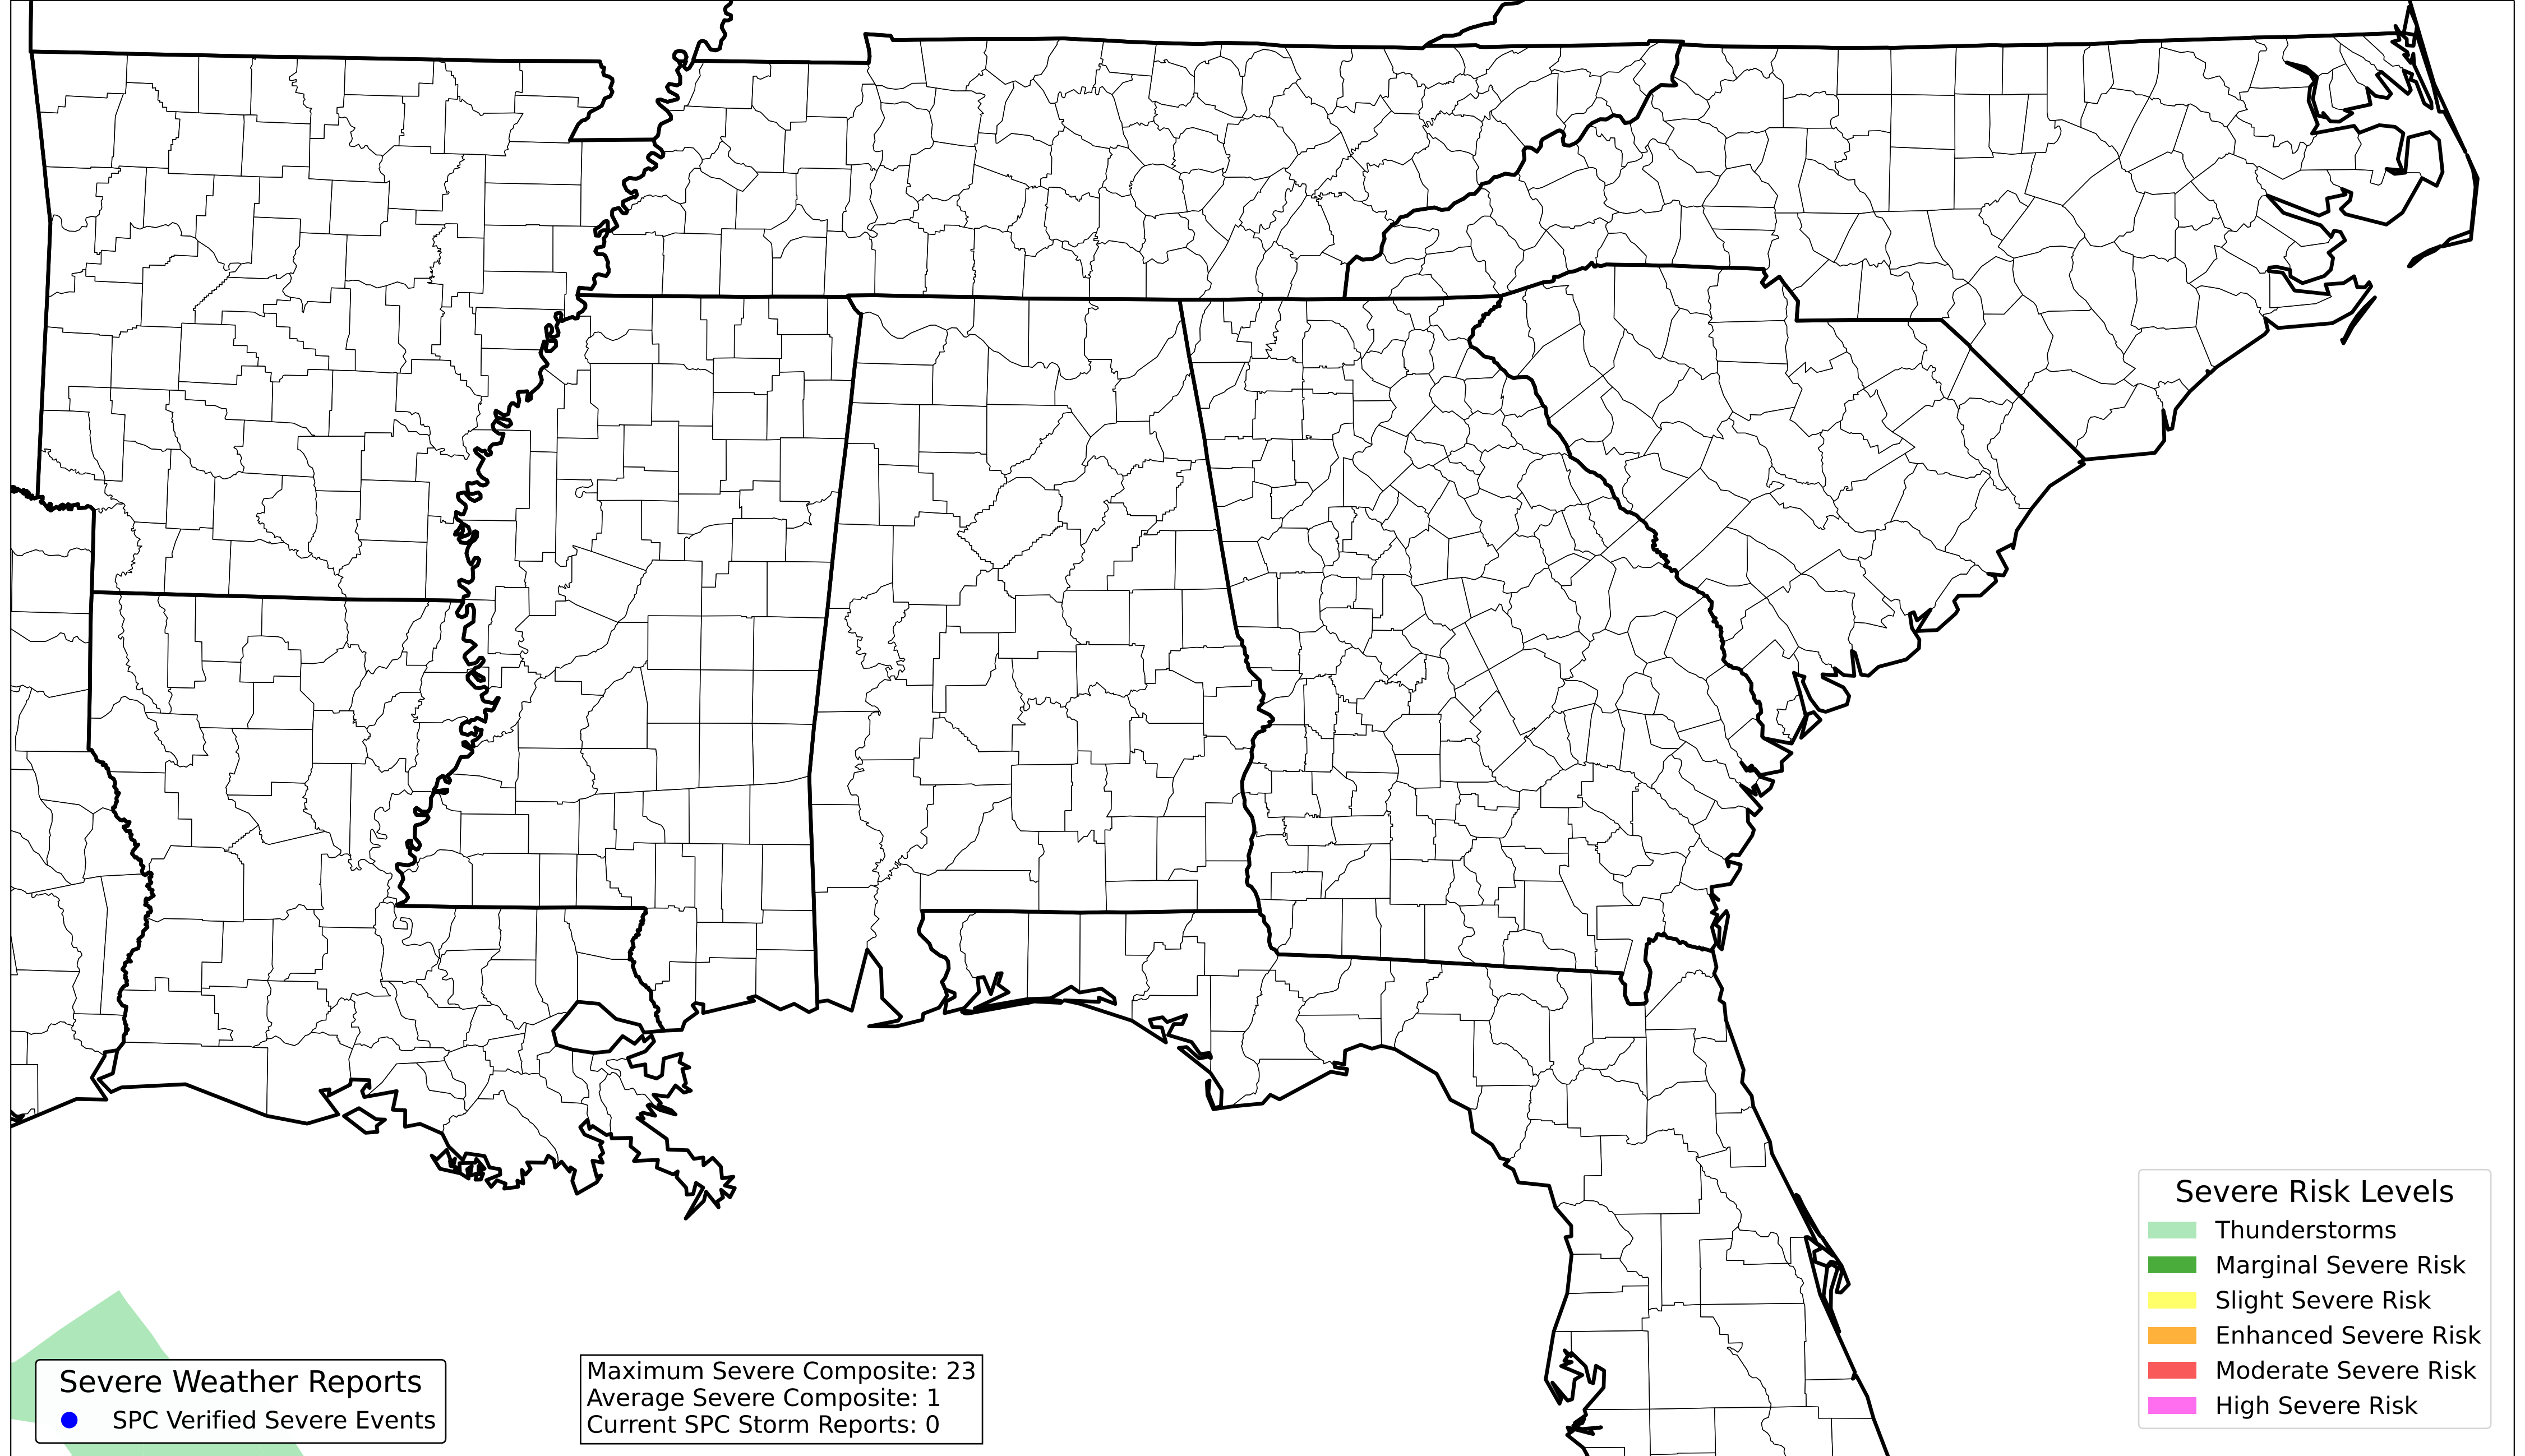 Severe Weather Reports
SPC Verified Severe Events
Maximum Severe Composite: 23
Average Severe Composite: 1
Current SPC Storm Reports: 0
Severe Risk Levels
Thunderstorms
Marginal Severe Risk
Slight Severe Risk
Enhanced Severe Risk
Moderate Severe Risk
High Severe Risk